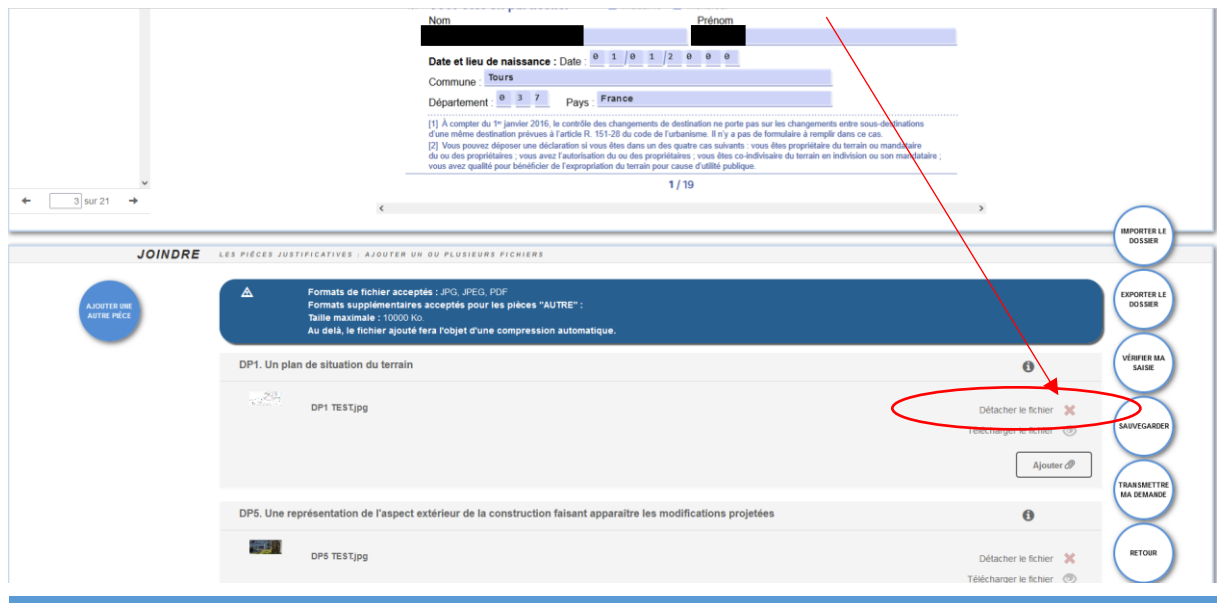 Nom Prénom
Date et lieu de naissance : Date : 0 1 / 0 1 / 2 0 0 0
Commune : Tours
Département : 0 3 7 Pays : France
[1] À compter du 1er janvier 2016, le contrôle des changements de destination ne porte pas sur les changements entre sous-destinations
d'une même destination prévues à l'article R. 151-28 du code de l'urbanisme. Il n'y a pas de formulaire à remplir dans ce cas.
[2] Vous pouvez déposer une déclaration si vous êtes dans un des quatre cas suivants : vous êtes propriétaire du terrain ou mandataire
du ou des propriétaires ; vous avez l'autorisation du ou des propriétaires ; vous êtes co-indivisaire du terrain en indivision ou son mandataire ;
vous avez qualité pour bénéficier de l'expropriation du terrain pour cause d'utilité publique.
1 / 19
3 sur 21
IMPORTER LE
DOSSIER
JOINDRE LES PIÈCES JUSTIFICATIVES : AJOUTER UN OU PLUSIEURS FICHIERS
AJOUTER UNE
AUTRE PIÈCE
Formats de fichier acceptés : JPG, JPEG, PDF
Formats supplémentaires acceptés pour les pièces "AUTRE" :
Taille maximale : 10000 Ko.
Au delà, le fichier ajouté fera l'objet d'une compression automatique.
EXPORTER LE
DOSSIER
DP1. Un plan de situation du terrain
VÉRIFIER MA
SAISIE
DP1 TEST.jpg
Détacher le fichier
Télécharger le fichier
SAUVEGARDER
Ajouter
TRANSMETTRE
MA DEMANDE
DP5. Une représentation de l'aspect extérieur de la construction faisant apparaitre les modifications projetées
DP5 TEST.jpg
Détacher le fichier
Télécharger le fichier
RETOUR